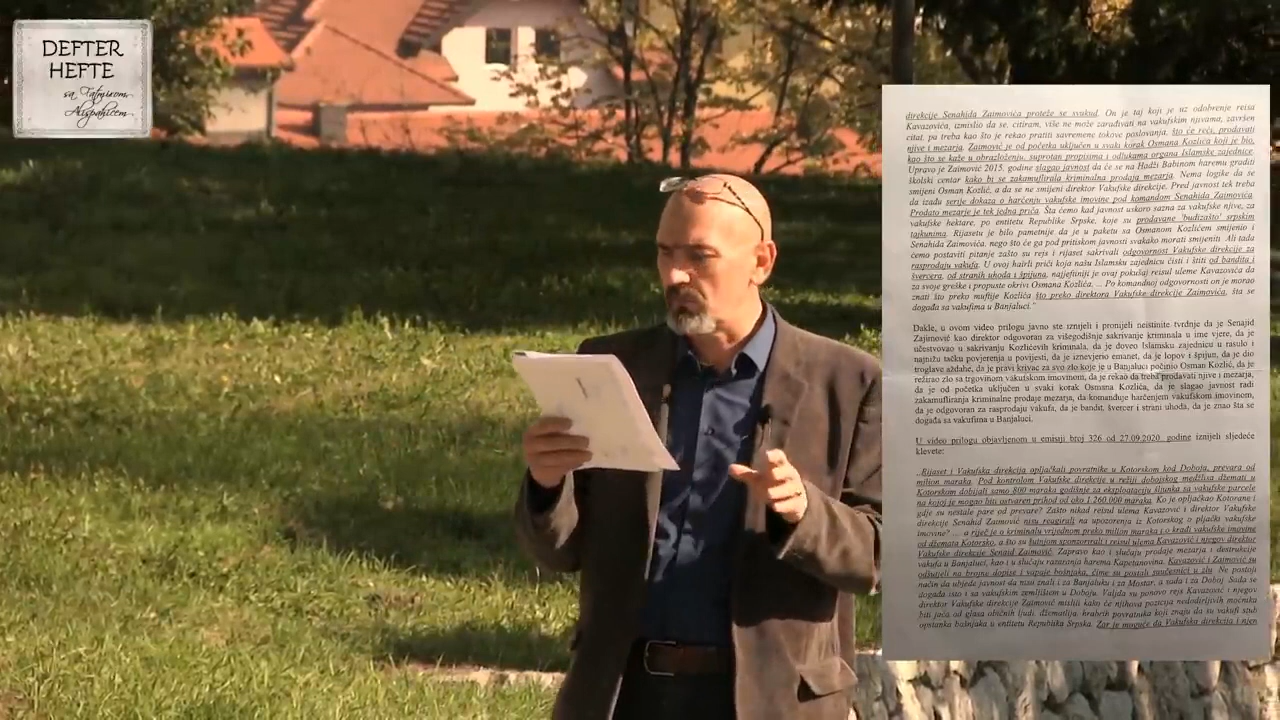 DEFTER
HEFTE
sa Fatmirom
Alispahićem
direkcije Senahida Zaimovića proteže se svukud. On je taj koji je uz odobrenje reisa
Kavazovića, izmislio da se, citiram, više ne može zarađivati na vakufskim njivama, završen
citat, pa treba kao što je rekao pratiti savremene tokove poslovanja, što će reći, prodavati
njive i mezarja. Zaimović je od početka uključen u svaki korak Osmana Kozlića koji je bio,
kao što se kaže u obrazloženju, suprotan propisima i odlukama organa Islamske zajednice.
Upravo je Zaimović 2015. godine slagao javnost da će se na Hadži Babinom haremu graditi
školski centar kako bi se zakamuflirala kriminalna prodaja mezarja. Nema logike da se
smijeni Osman Kozlić, a da se ne smijeni direktor Vakufske direkcije. Pred javnost tek treba
da izađu serije dokaza o harčenju vakufske imovine pod komandom Senahida Zaimovića.
Prodato mezarje je tek jedna priča. Šta ćemo kad javnost uskoro sazna za vakufske njive, za
vakufske hektare, po entitetu Republike Srpske, koje su prodavane 'budizašto' srpskim
tajkunima. Rijasetu je bilo pametnije da je u paketu sa Osmanom Kozlićem smijenio i
Senahida Zaimovića, nego što će ga pod pritiskom javnosti svakako morati smijeniti. Ali tada
ćemo postaviti pitanje zašto su rejs i rijaset sakrivali odgovornost Vakufske direkcije za
rasprodaju vakufa. U ovoj hairli priči koja našu Islamsku zajednicu čisti i štiti od bandita i
švercera, od stranih uhoda i špijuna, najjeftiniji je ovaj pokušaj reisul uleme Kavazovića da
za svoje greške i propuste okrivi Osmana Kozlića. ... Po komandnoj odgovornosti on je morao
znati što preko muftije Kozlića što preko direktora Vakufske direkcije Zaimovića, šta se
događa sa vakufima u Banjaluci."
Dakle, u ovom video prilogu javno ste iznijeli i pronijeli neistinite tvrdnje da je Senajid
Zajimović kao direktor odgovoran za višegodišnje sakrivanje kriminala u ime vjere, da je
učestvovao u sakrivanju Kozlićevih kriminala, da je doveo Islamsku zajednicu u rasulo i
najnižu tačku povjerenja u povijesti, da je iznevjerio emanet, da je lopov i špijun, da je dio
troglave aždahe, da je pravi krivac za svo zlo koje je u Banjaluci počinio Osman Kozlić, da je
režirao zlo sa trgovinom vakufskom imovinom, da je rekao da treba prodavati njive i mezarja,
da je od početka uključen u svaki korak Osmana Kozlića, da je slagao javnost radi
zakamufliranja kriminalne prodaje mezarja, da komanduje harčenjem vakufskom imovinom,
da je odgovoran za rasprodaju vakufa, da je bandit, švercer i strani uhoda, da je znao šta se
događa sa vakufima u Banjaluci.
U video prilogu objavljenom u emisiji broj 326 od 27.09.2020. godine iznijeli sljedeće
klevete:
„Rijaset i Vakufska direkcija opljačkali povratnike u Kotorskom kod Doboja, prevara od
milion maraka. Pod kontrolom Vakufske direkcije u režiji dobojskog medžlisa džemati u
Kotorskom dobijali samo 800 maraka godišnje za eksploataciju šljunka sa vakufske parcele
na kojoj je mogao biti ostvaren prihod od oko 1.260.000 maraka. Ko je opljačkao Kotorane i
gdje su nestale pare od prevare? Zašto nikad reisul ulema Kavazović i direktor Vakufske
direkcije Senahid Zaimović nisu reagirali na upozorenja iz Kotorskog o pljački vakufske
imovine? ... a riječ je o kriminalu vrijednom preko milion maraka i o krađi vakufske imovine
od džemata Kotorsko, a što su šutnjom sponzorirali i reisul ulema Kavazović i njegov direktor
Vakufske direkcije Senaid Zaimović. Zapravo kao i slučaju prodaje mezarja i destrukcije
vakufa u Banjaluci, kao i u slučaju razaranja harema Kapetanovina. Kavazović i Zaimović su
odšutjeli na brojne dopise i vapaje bošnjaka, čime su postali saučesnici u zlu. Ne postoji
način da ubijede javnost da nisu znali i za Banjaluku i za Mostar, a sada i za Doboj. Sada se
događa isto i sa vakufskim zemljištem u Doboju. Valjda su ponovo rejs Kavazović i njegov
direktor Vakufske direkcije Zaimović mislili kako će njihova pozicija nedodirljivih moćnika
biti jača od glasa običnih ljudi, džematlija, hrabrih povratnika koji znaju da su vakufi stub
opstanka bošnjaka u entitetu Republika Srpska. Zar je moguće da Vakufska direkcija i njen